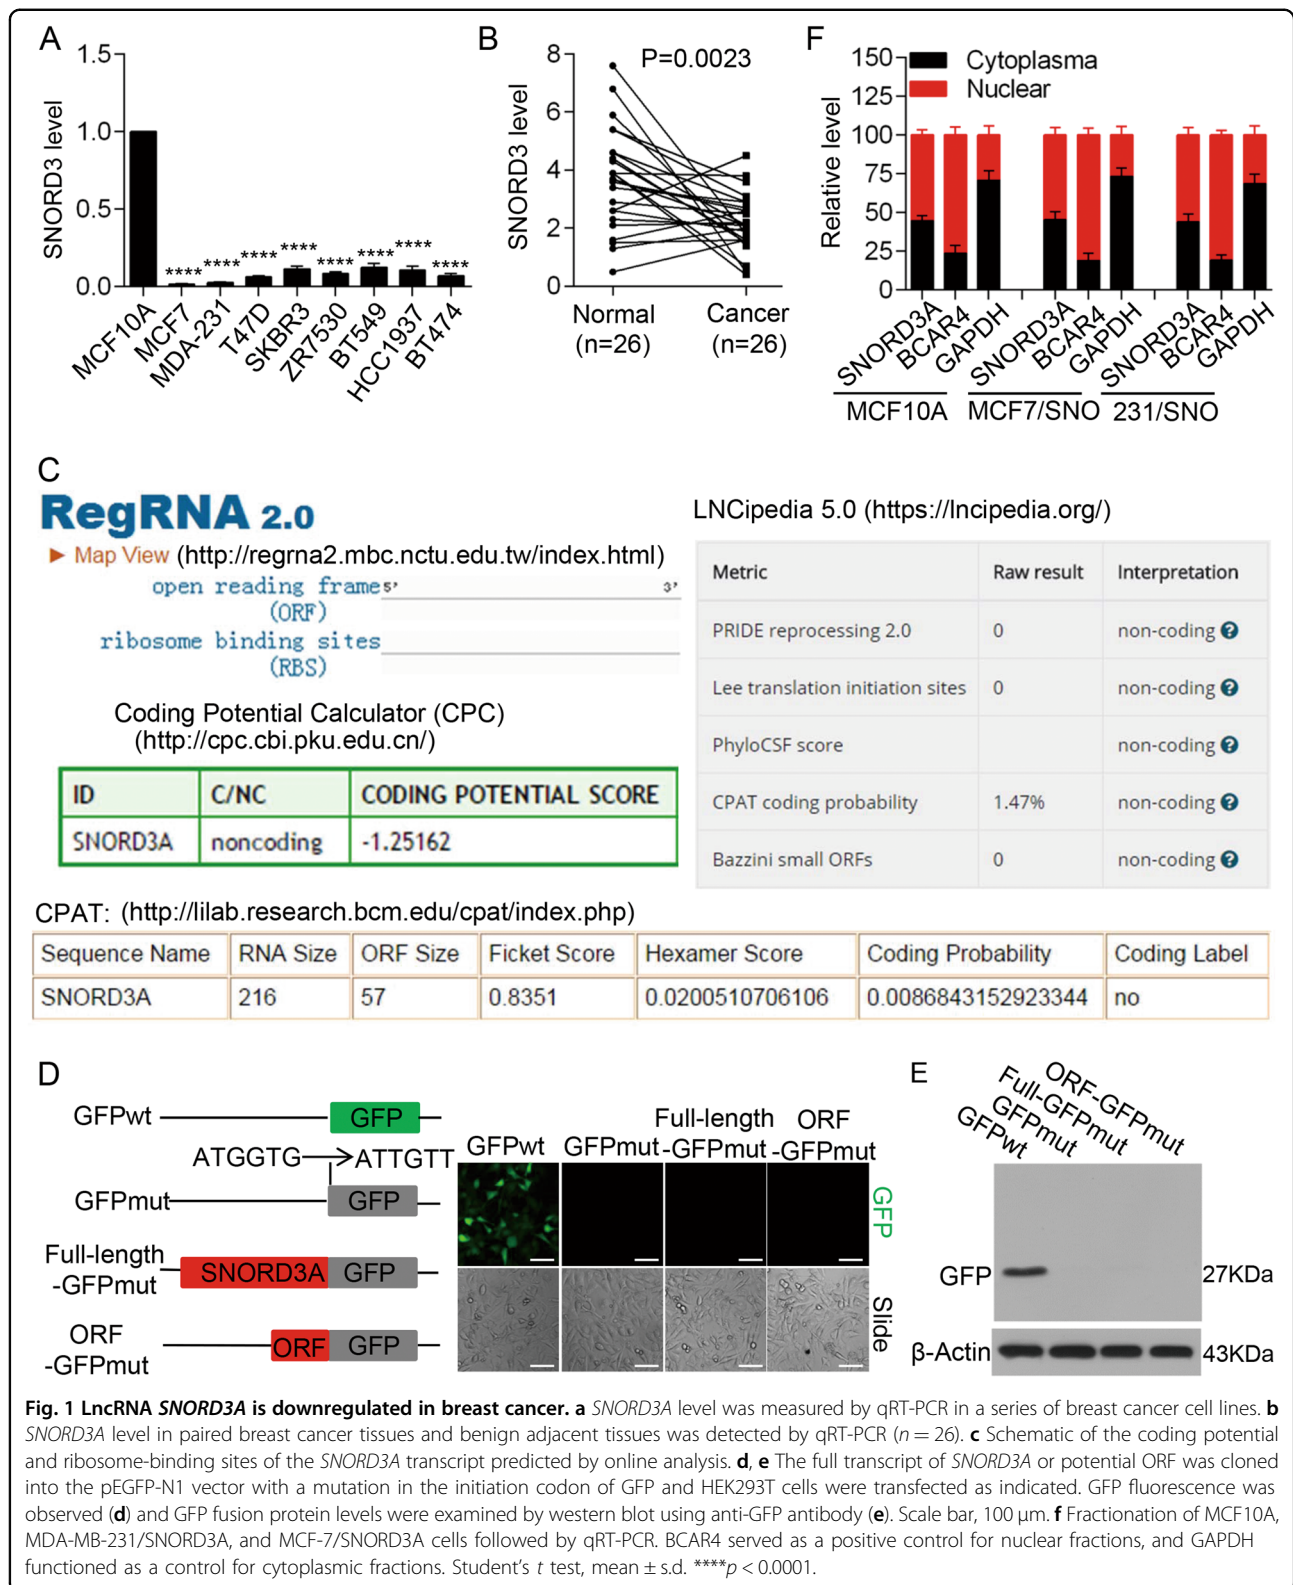 A
SNORD3 level
1.5
1.0
0.5
0.0
**** **** **** **** **** **** **** ****
MCF10A
MCF7
MDA-231
T47D
SKBR3
ZR7530
BT549
HCC1937
BT474
B
SNORD3 level
8
6
4
2
0
P=0.0023
Normal
(n=26)
Cancer
(n=26)
F
Relative level
150
125
100
75
50
25
0
Cytoplasma
Nuclear
SNORD3A
BCAR4
GAPDH
SNORD3A
BCAR4
GAPDH
SNORD3A
BCAR4
GAPDH
MCF10A
MCF7/SNO
231/SNO
C
RegRNA 2.0
► Map View (http://regrna2.mbc.nctu.edu.tw/index.html)
open reading frame 5' 3'
(ORF)
ribosome binding sites
(RBS)
Coding Potential Calculator (CPC)
(http://cpc.cbi.pku.edu.cn/)
ID C/NC CODING POTENTIAL SCORE
SNORD3A noncoding -1.25162
LNCipedia 5.0 (https://lncipedia.org/)
Metric Raw result Interpretation
PRIDE reprocessing 2.0 0 non-coding ?
Lee translation initiation sites 0 non-coding ?
PhyloCSF score non-coding ?
CPAT coding probability 1.47% non-coding ?
Bazzini small ORFs 0 non-coding ?
CPAT: (http://lilab.research.bcm.edu/cpat/index.php)
Sequence Name RNA Size ORF Size Ficket Score Hexamer Score Coding Probability Coding Label
SNORD3A 216 57 0.8351 0.0200510706106 0.0086843152923344 no
D
GFPwt GFP
ATGGTG→ATTGTT
GFPmut GFP
Full-length
-GFPmut
SNORD3A GFP
ORF
-GFPmut
ORF GFP
GFPwt
GFPmut
Full-length
-GFPmut
ORF
-GFPmut
GFP
Slide
E
GFPwt
GFPmut
Full-GFPmut
ORF-GFPmut
GFP 27KDa
β-Actin 43KDa
Fig. 1 LncRNA SNORD3A is downregulated in breast cancer. a SNORD3A level was measured by qRT-PCR in a series of breast cancer cell lines. b
SNORD3A level in paired breast cancer tissues and benign adjacent tissues was detected by qRT-PCR (n = 26). c Schematic of the coding potential
and ribosome-binding sites of the SNORD3A transcript predicted by online analysis. d, e The full transcript of SNORD3A or potential ORF was cloned
into the pEGFP-N1 vector with a mutation in the initiation codon of GFP and HEK293T cells were transfected as indicated. GFP fluorescence was
observed (d) and GFP fusion protein levels were examined by western blot using anti-GFP antibody (e). Scale bar, 100 μm. f Fractionation of MCF10A,
MDA-MB-231/SNORD3A, and MCF-7/SNORD3A cells followed by qRT-PCR. BCAR4 served as a positive control for nuclear fractions, and GAPDH
functioned as a control for cytoplasmic fractions. Student's t test, mean ± s.d. ****p < 0.0001.